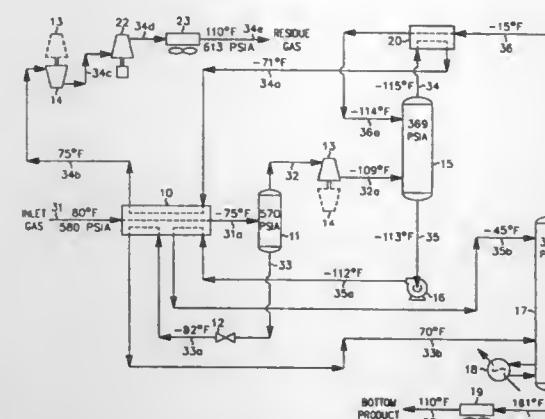 13
22
34d
23
110°F
34e
613 PSIA
RESIDUE
GAS
34c
14
20
-15°F
36
-71°F
34a
-115°F
34
-114°F
36a
369
PSIA
15
75°F
34b
13
32
-109°F
32a
14
10
INLET
GAS
31
80°F
580 PSIA
-75°F
31a
570
PSIA
11
33
-113°F
35
-112°F
35a
16
-45°F
35b
17
12
-82°F
33a
70°F
33b
18
BOTTOM
PRODUCT
110°F
19
181°F